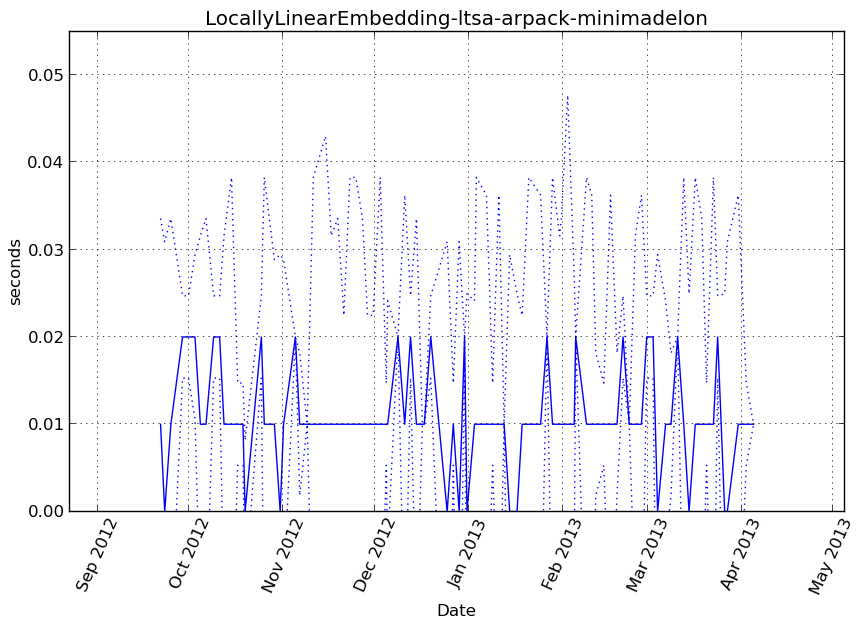 LocallyLinearEmbedding-ltsa-arpack-minimadelon
0.05
0.04
0.03
0.02
0.01
0.00
seconds
Sep 2012
Oct 2012
Nov 2012
Dec 2012
Jan 2013
Feb 2013
Mar 2013
Apr 2013
May 2013
Date